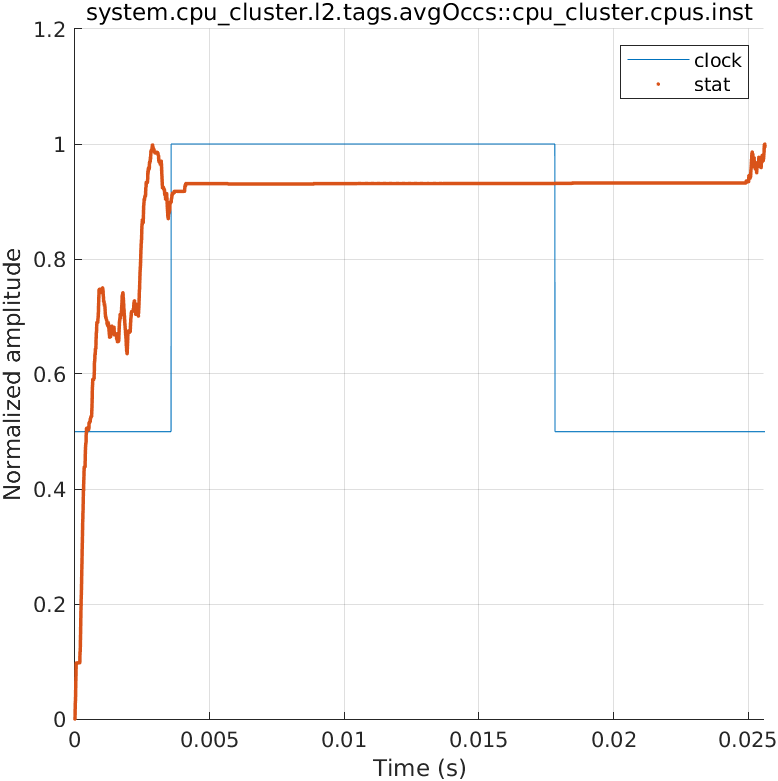 system.cpu_cluster.l2.tags.avgOccs::cpu_cluster.cpus.inst
1.2
clock
stat
1
0.8
0.6
0.4
0.2
0
Normalized amplitude
0 0.005 0.01 0.015 0.02 0.025
Time (s)